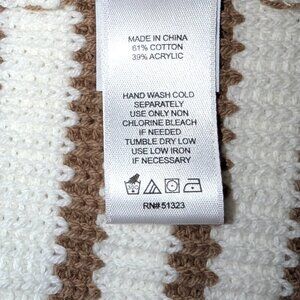 MADE IN CHINA
61% COTTON
39% ACRYLIC
HAND WASH COLD
SEPARATELY
USE ONLY NON
CHLORINE BLEACH
IF NEEDED
TUMBLE DRY LOW
USE LOW IRON
IF NECESSARY
RN# 51323